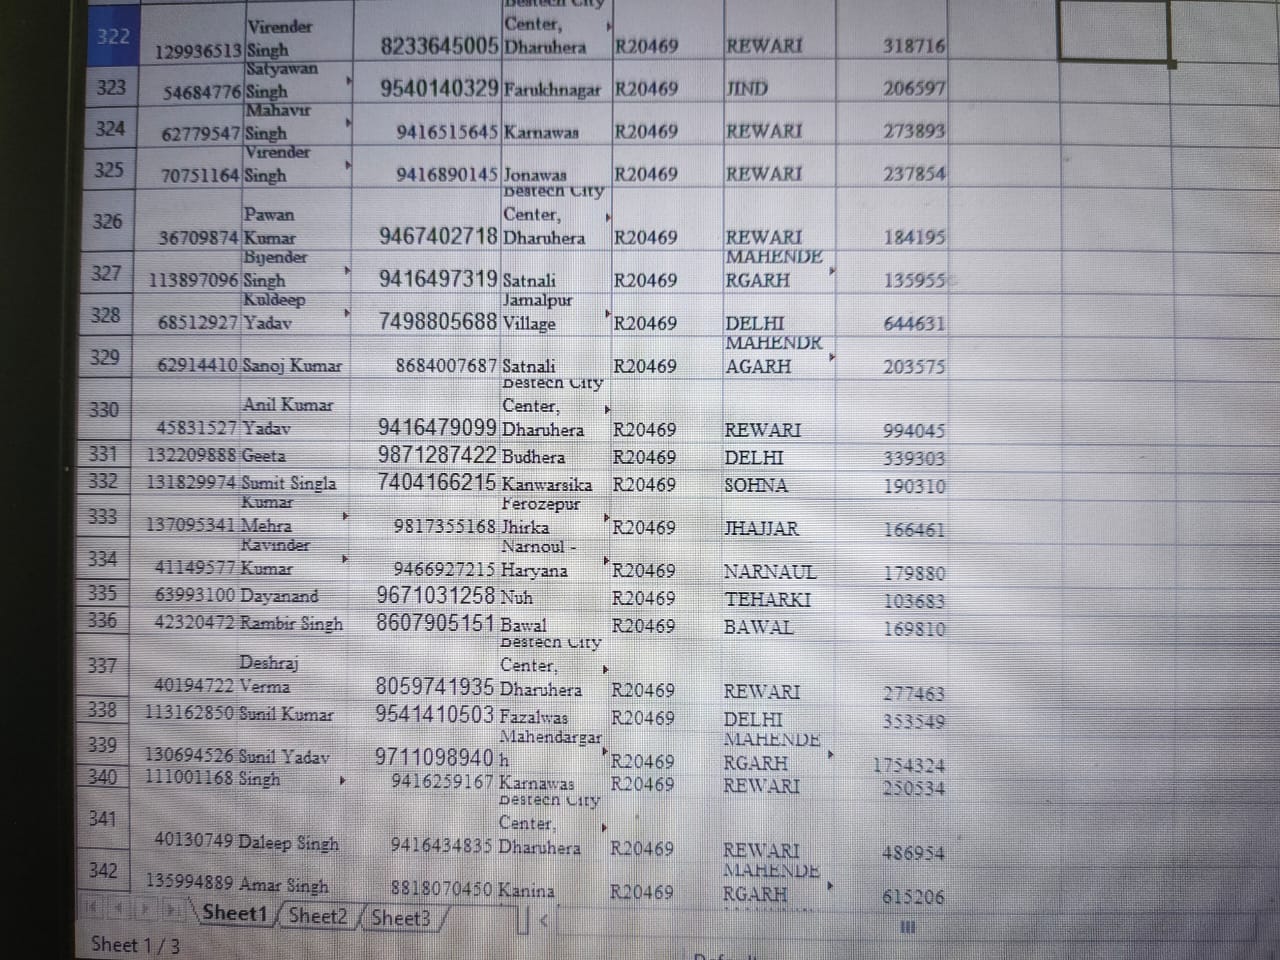 322 129936513 Virender Singh 8233645005 Bestech City Center, Dharuhera R20469 REWARI 318716
323 54684776 Satyawan Singh 9540140329 Farukhnagar R20469 JIND 206597
324 62779547 Mahavir Singh 9416515645 Karnawas R20469 REWARI 273893
325 70751164 Virender Singh 9416890145 Jonawas R20469 REWARI 237854
326 36709874 Pawan Kumar 9467402718 Bestech City Center, Dharuhera R20469 REWARI 184195
327 113897096 Bijender Singh 9416497319 Satnali R20469 MAHENDERGARH 135955
328 68512927 Kuldeep Yadav 7498805688 Jamalpur Village R20469 DELHI 644631
329 62914410 Sanoj Kumar 8684007687 Satnali R20469 MAHENDRAGARH 203575
330 45831527 Anil Kumar Yadav 9416479099 Bestech City Center, Dharuhera R20469 REWARI 994045
331 132209888 Geeta 9871287422 Budhera R20469 DELHI 339303
332 131829974 Sumit Singla 7404166215 Kanwarsika R20469 SOHNA 190310
333 137095341 Kumar Mehra 9817355168 Ferozepur Jhirka R20469 JHAJJAR 166461
334 41149577 Ravinder Kumar 9466927215 Narnoul - Haryana R20469 NARNAUL 179880
335 63993100 Dayanand 9671031258 Nuh R20469 TEHARKI 103683
336 42320472 Rambir Singh 8607905151 Bawal R20469 BAWAL 169810
337 40194722 Deshraj Verma 8059741935 Bestech City Center, Dharuhera R20469 REWARI 277463
338 113162850 Sunil Kumar 9541410503 Fazalwas R20469 DELHI 353549
339 130694526 Sunil Yadav 9711098940 Mahendargarh R20469 MAHENDERGARH 1754324
340 111001168 Singh 9416259167 Karnawas R20469 REWARI 250534
341 40130749 Daleep Singh 9416434835 Bestech City Center, Dharuhera R20469 REWARI 486954
342 135994889 Amar Singh 8818070450 Kanina R20469 MAHENDERGARH 615206
Sheet1 Sheet2 Sheet3
Sheet 1 / 3